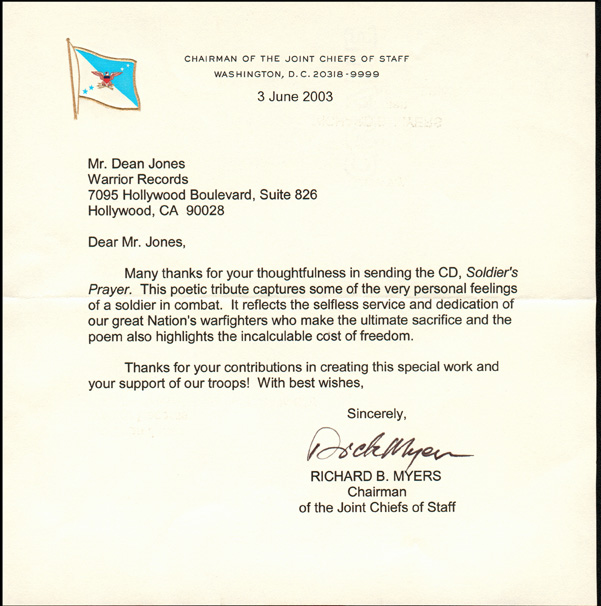 CHAIRMAN OF THE JOINT CHIEFS OF STAFF
WASHINGTON, D.C. 20318-9999
3 June 2003
Mr. Dean Jones
Warrior Records
7095 Hollywood Boulevard, Suite 826
Hollywood, CA 90028
Dear Mr. Jones,
Many thanks for your thoughtfulness in sending the CD, Soldier's
Prayer. This poetic tribute captures some of the very personal feelings
of a soldier in combat. It reflects the selfless service and dedication of
our great Nation's warfighters who make the ultimate sacrifice and the
poem also highlights the incalculable cost of freedom.
Thanks for your contributions in creating this special work and
your support of our troops! With best wishes,
Sincerely,
Dick Myers
RICHARD B. MYERS
Chairman
of the Joint Chiefs of Staff